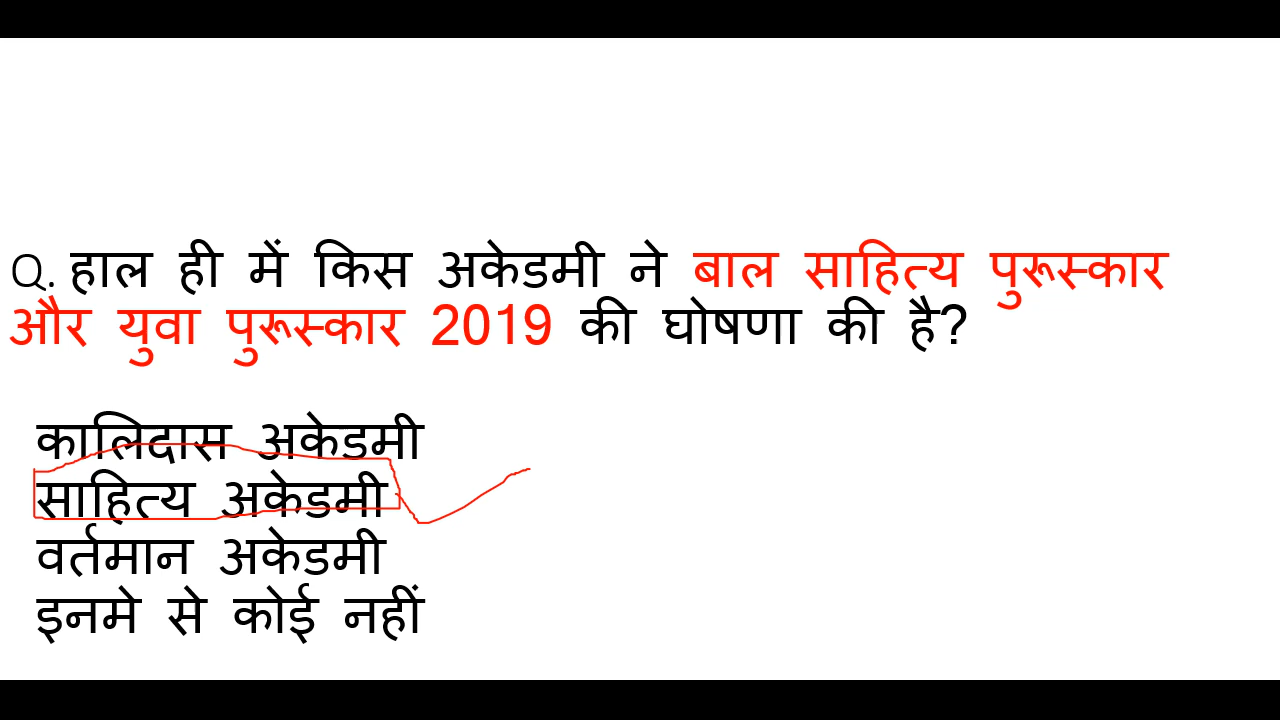 Q. हाल ही में किस अकेडमी ने बाल साहित्य पुरूस्कार
और युवा पुरूस्कार 2019 की घोषणा की है?
कालिदास अकेडमी
साहित्य अकेडमी
वर्तमान अकेडमी
इनमे से कोई नहीं